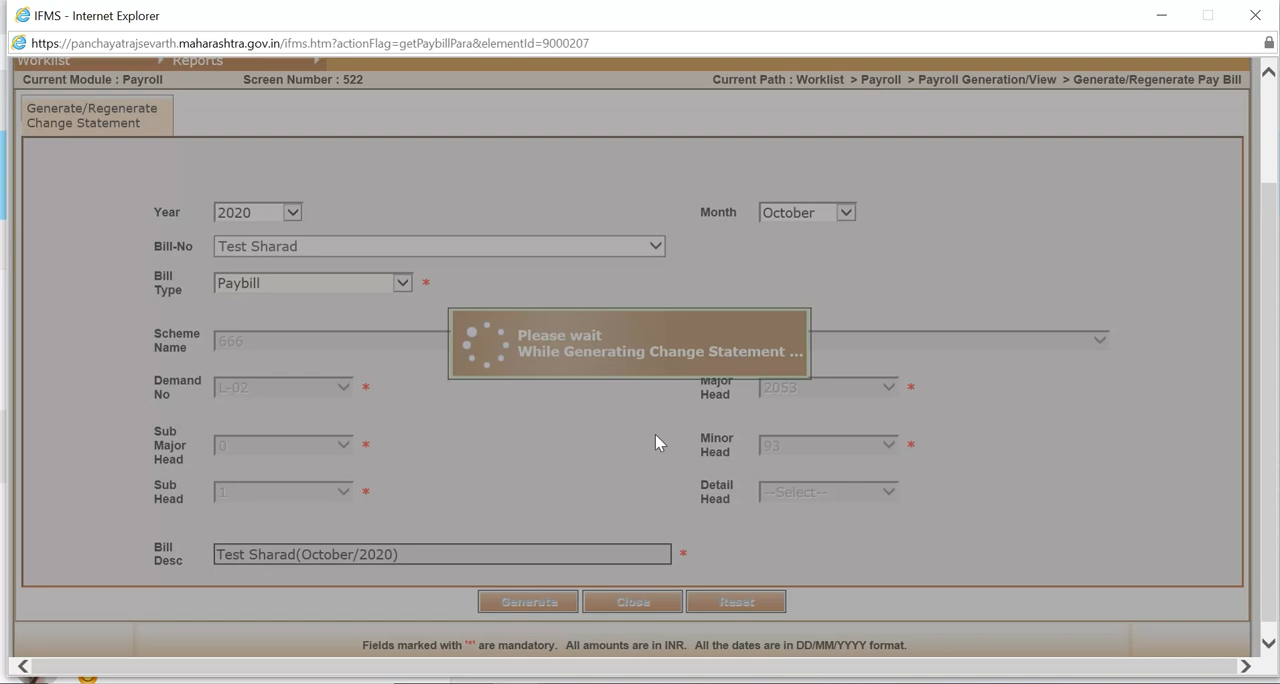 IFMS - Internet Explorer
https://panchayatrajsevarth.maharashtra.gov.in/ifms.htm?actionFlag=getPaybillPara&elementId=9000207
Worklist Reports
Current Module : Payroll Screen Number : 522 Current Path : Worklist > Payroll > Payroll Generation/View > Generate/Regenerate Pay Bill
Generate/Regenerate
Change Statement
Year 2020 Month October
Bill-No Test Sharad
Bill
Type Paybill *
Scheme
Name 666
Please wait
While Generating Change Statement ...
Demand
No L-02 * Major
Head 2053 *
Sub
Major
Head 0 * Minor
Head 93 *
Sub
Head 1 * Detail
Head --Select--
Bill
Desc Test Sharad(October/2020) *
Generate Close Reset
Fields marked with '*' are mandatory. All amounts are in INR. All the dates are in DD/MM/YYYY format.